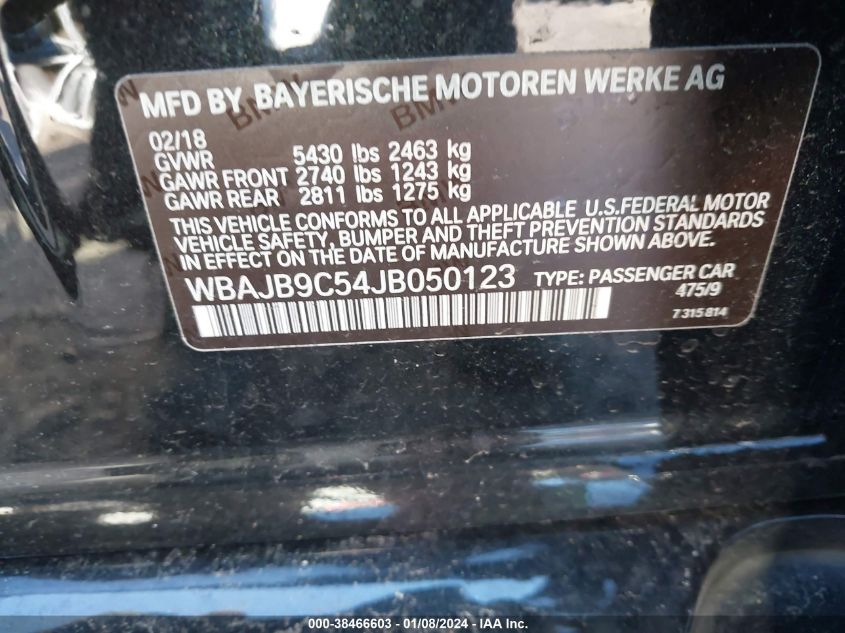 MFD BY BAYERISCHE MOTOREN WERKE AG
02/18
GVWR 5430 lbs 2463 kg
GAWR FRONT 2740 lbs 1243 kg
GAWR REAR 2811 lbs 1275 kg
THIS VEHICLE CONFORMS TO ALL APPLICABLE U.S.FEDERAL MOTOR
VEHICLE SAFETY, BUMPER AND THEFT PREVENTION STANDARDS
IN EFFECT ON THE DATE OF MANUFACTURE SHOWN ABOVE.
WBAJB9C54JB050123 TYPE: PASSENGER CAR
475/9
7 315 814
000-38466603 / 01/08/2024 - IAA Inc.